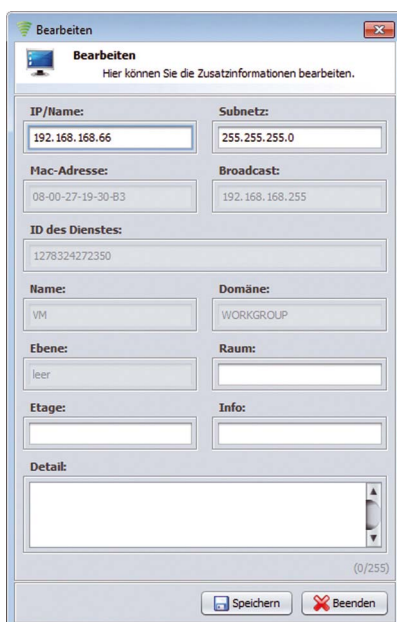 Bearbeiten
Bearbeiten
Hier können Sie die Zusatzinformationen bearbeiten.
IP/Name: Subnetz:
192.168.168.66 255.255.255.0
Mac-Adresse: Broadcast:
08-00-27-19-30-B3 192.168.168.255
ID des Dienstes:
1278324272350
Name: Domäne:
VM WORKGROUP
Ebene: Raum:
leer
Etage: Info:
Detail:
(0/255)
Speichern Beenden